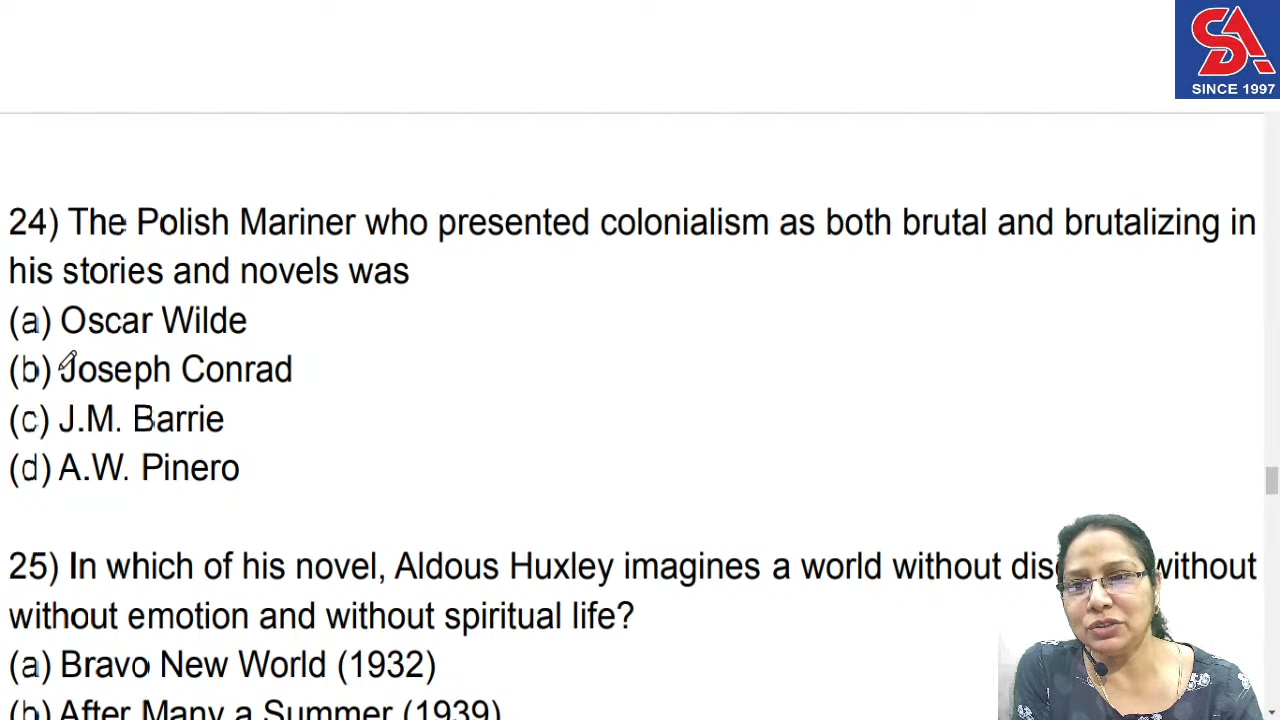 SA
SINCE 1997
24) The Polish Mariner who presented colonialism as both brutal and brutalizing in
his stories and novels was
(a) Oscar Wilde
(b) Joseph Conrad
(c) J.M. Barrie
(d) A.W. Pinero
25) In which of his novel, Aldous Huxley imagines a world without without
without emotion and without spiritual life?
(a) Bravo New World (1932)
(b) After Many a Summer (1939)